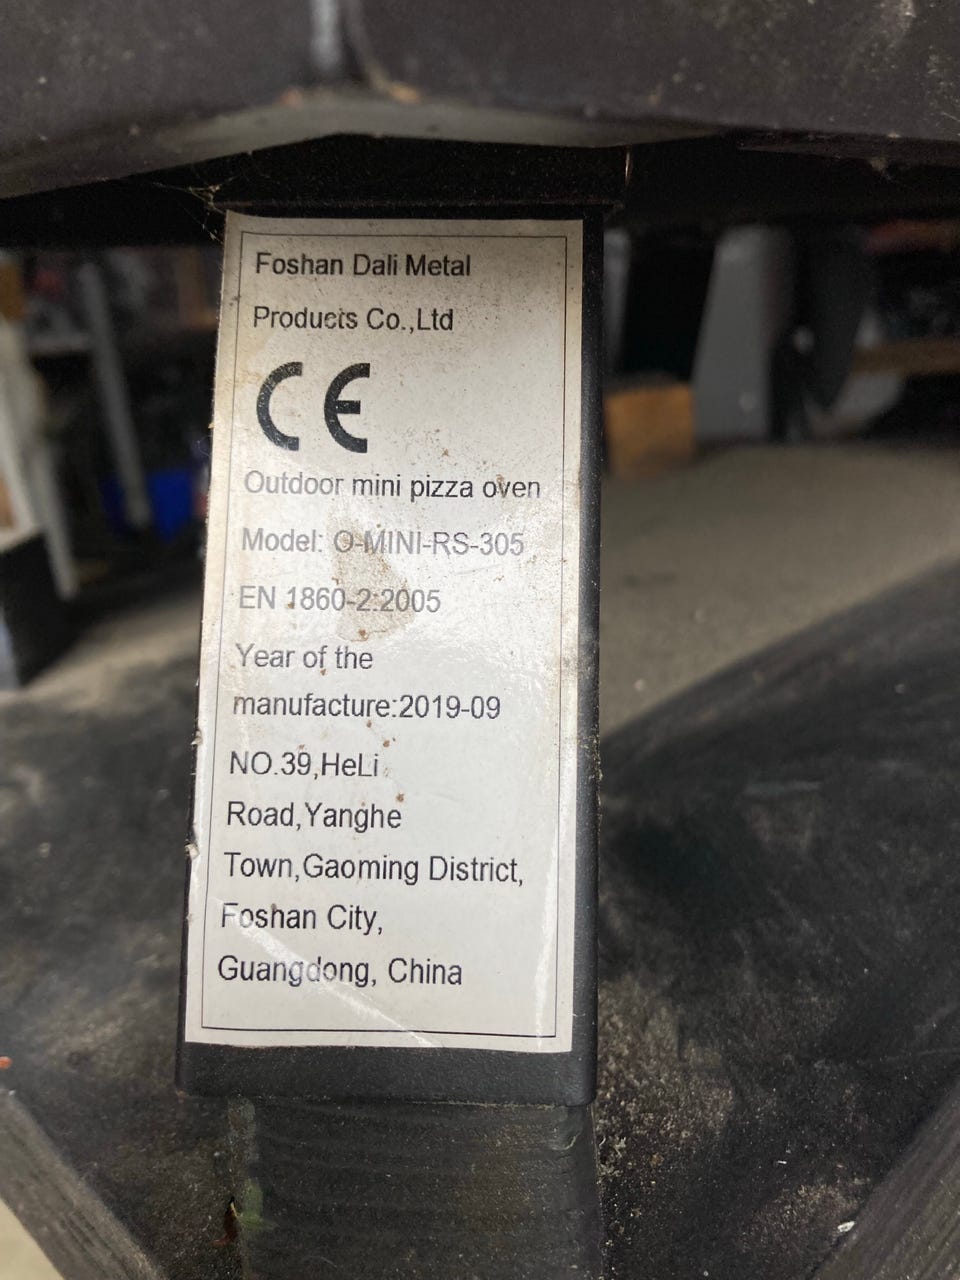 Foshan Dali Metal
Products Co.,Ltd
CE
Outdoor mini pizza oven
Model: O-MINI-RS-305
EN 1860-2:2005
Year of the
manufacture:2019-09
NO.39,HeLi
Road,Yanghe
Town,Gaoming District,
Foshan City,
Guangdong, China